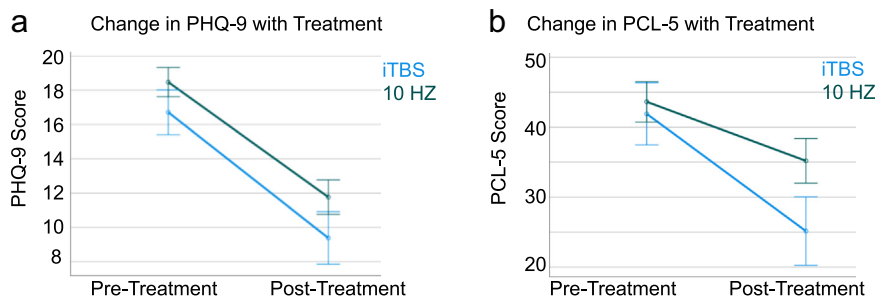 a
Change in PHQ-9 with Treatment
20
18
16
14
12
10
8
PHQ-9 Score
iTBS
10 HZ
Pre-Treatment
Post-Treatment
b
Change in PCL-5 with Treatment
50
40
30
20
PCL-5 Score
iTBS
10 HZ
Pre-Treatment
Post-Treatment